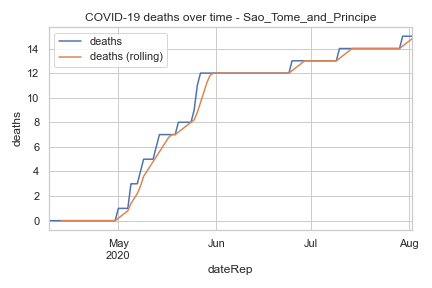 COVID-19 deaths over time - Sao_Tome_and_Principe
deaths
deaths (rolling)
deaths
14
12
10
8
6
4
2
0
May
2020
Jun
Jul
Aug
dateRep